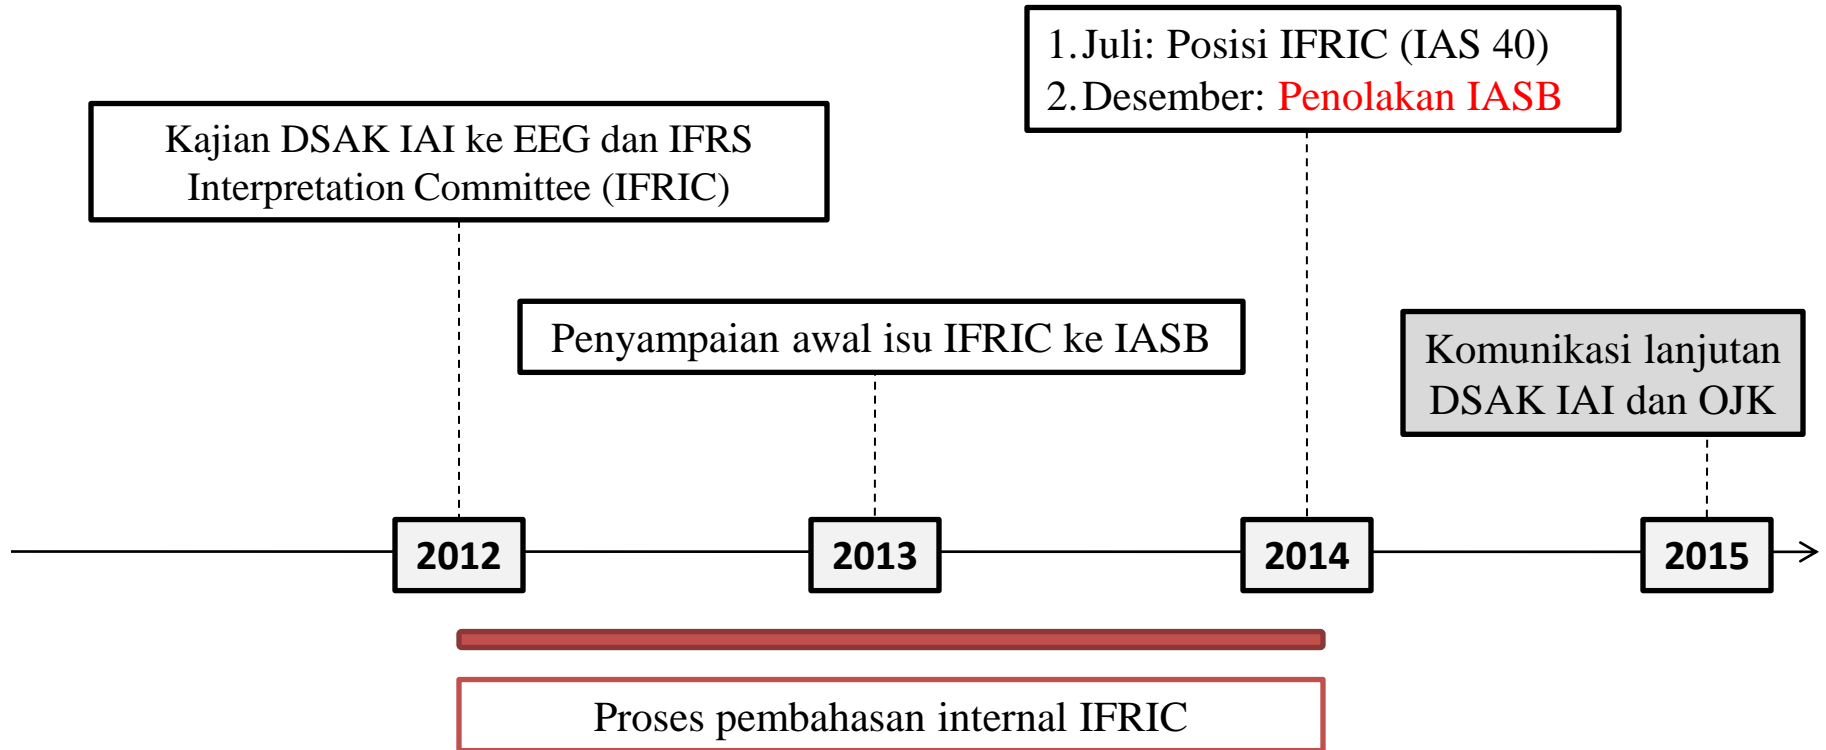 1. Juli: Posisi IFRIC (IAS 40)
2. Desember: Penolakan IASB
Kajian DSAK IAI ke EEG dan IFRS
Interpretation Committee (IFRIC)
Penyampaian awal isu IFRIC ke IASB
Komunikasi lanjutan
DSAK IAI dan OJK
2012
2013
2014
2015
Proses pembahasan internal IFRIC